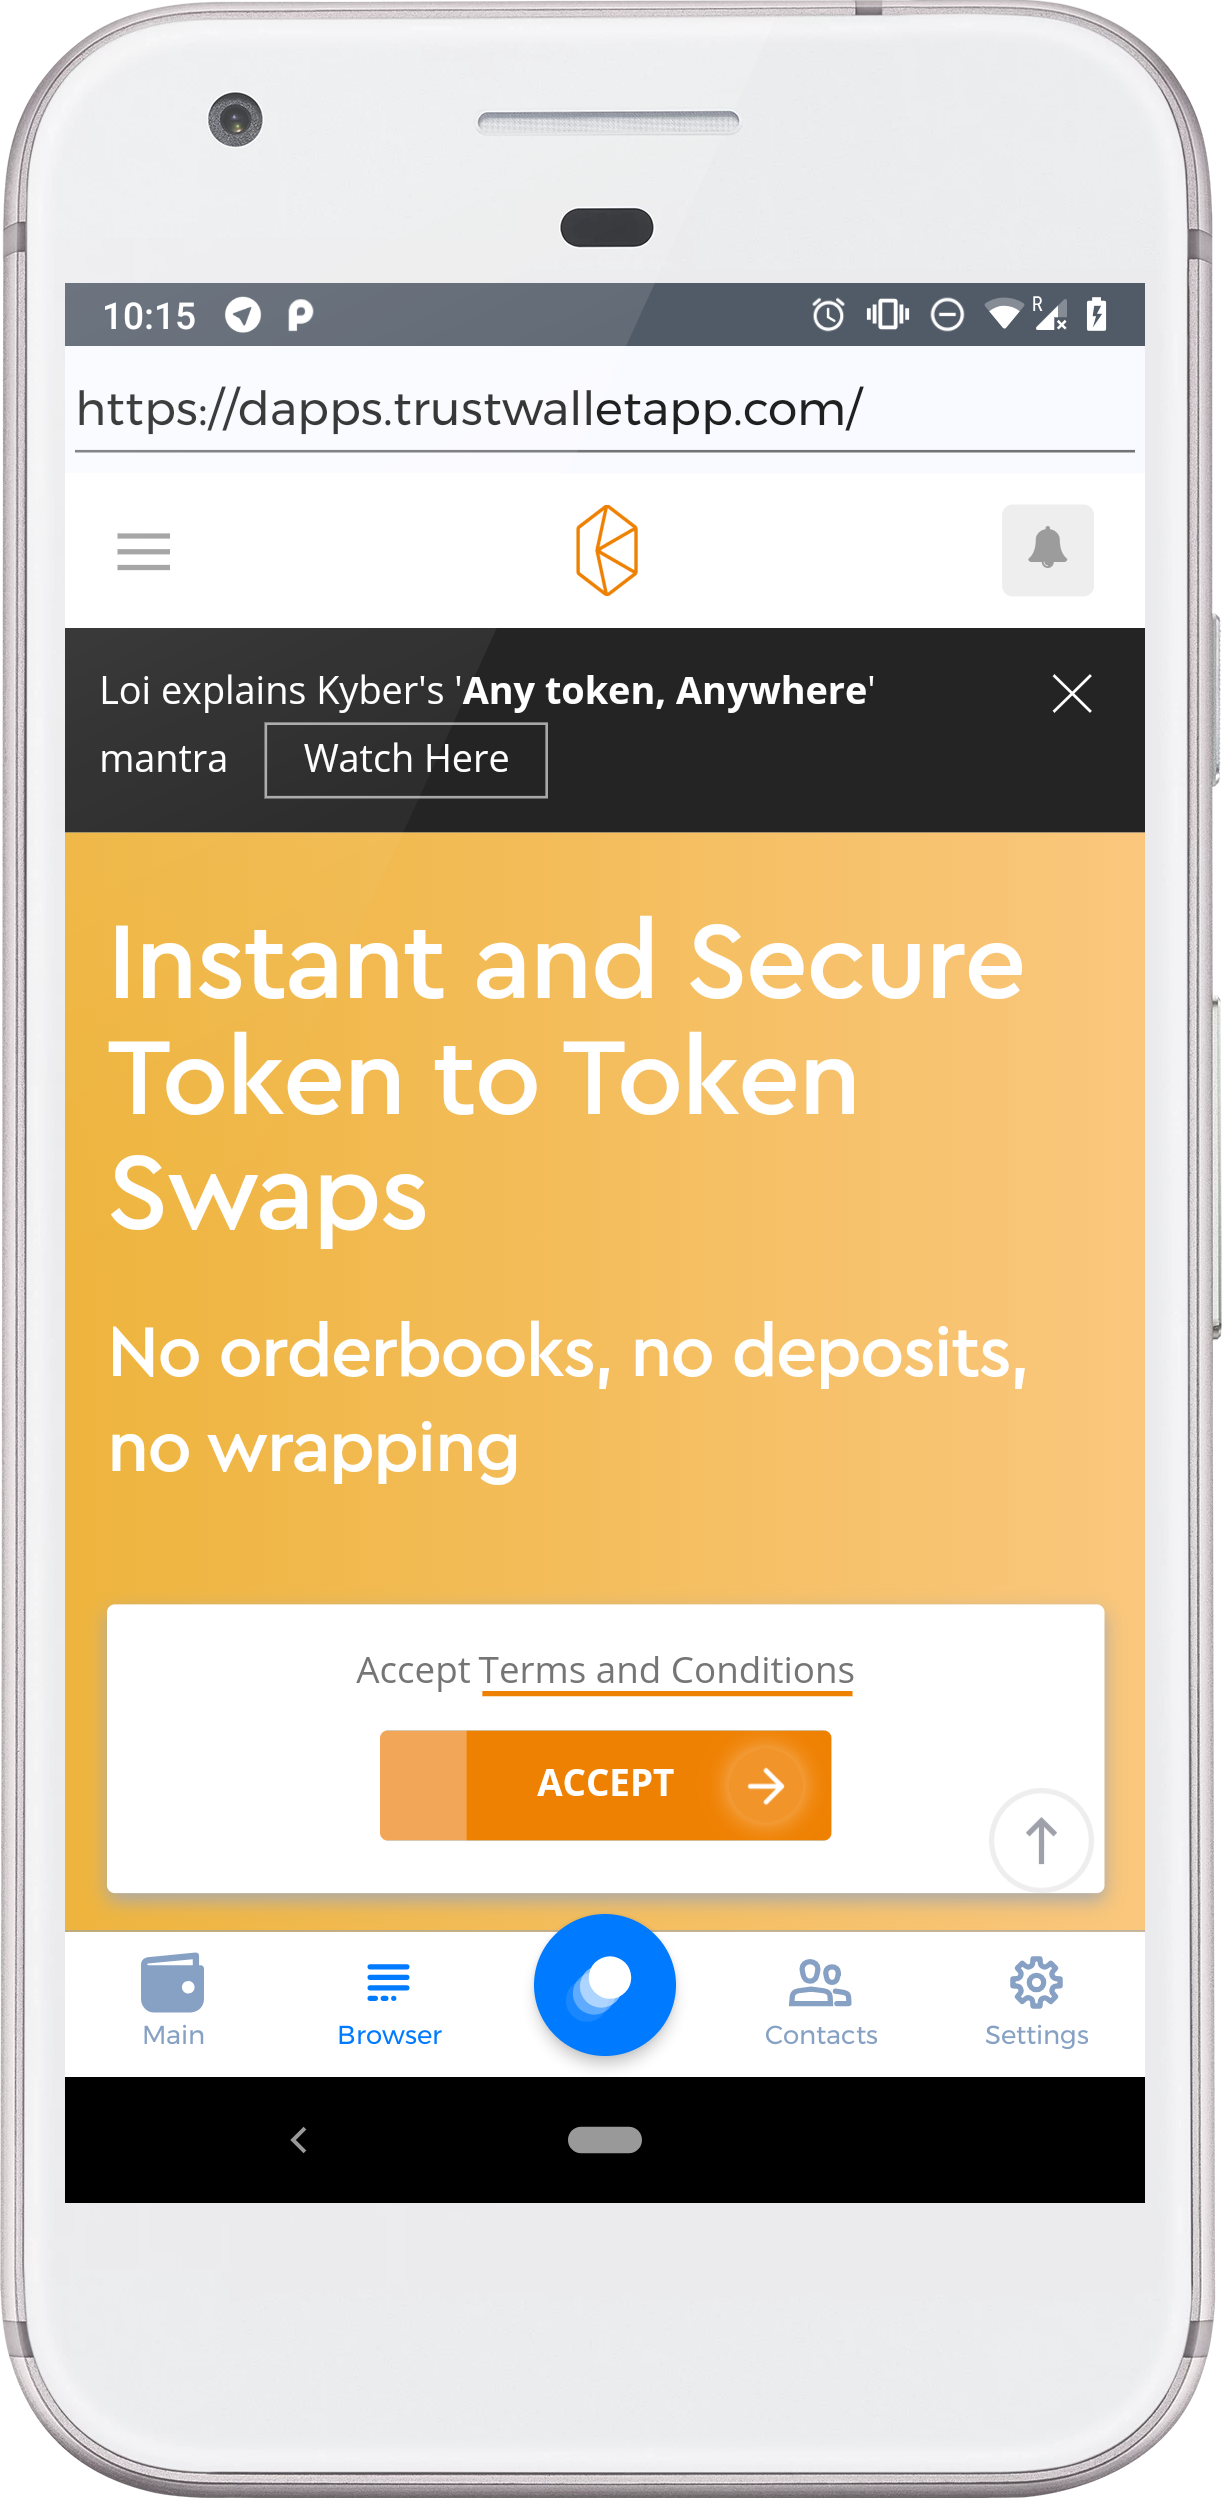 10:15
R
https://dapps.trustwalletapp.com/
Loi explains Kyber's 'Any token, Anywhere'
mantra Watch Here
Instant and Secure
Token to Token
Swaps
No orderbooks, no deposits,
no wrapping
Accept Terms and Conditions
ACCEPT
Main Browser Contacts Settings